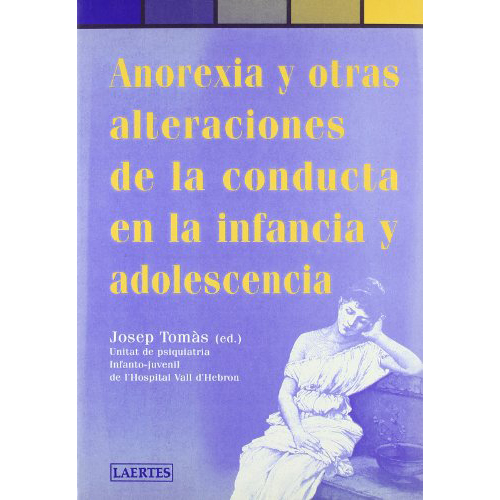 Anorexia y otras
alteraciones
de la conducta
en la infancia y
adolescencia
Josep Tomàs (ed.)
Unitat de psiquiatria
Infanto-juvenil
de l'Hospital Vall d'Hebron
LAERTES